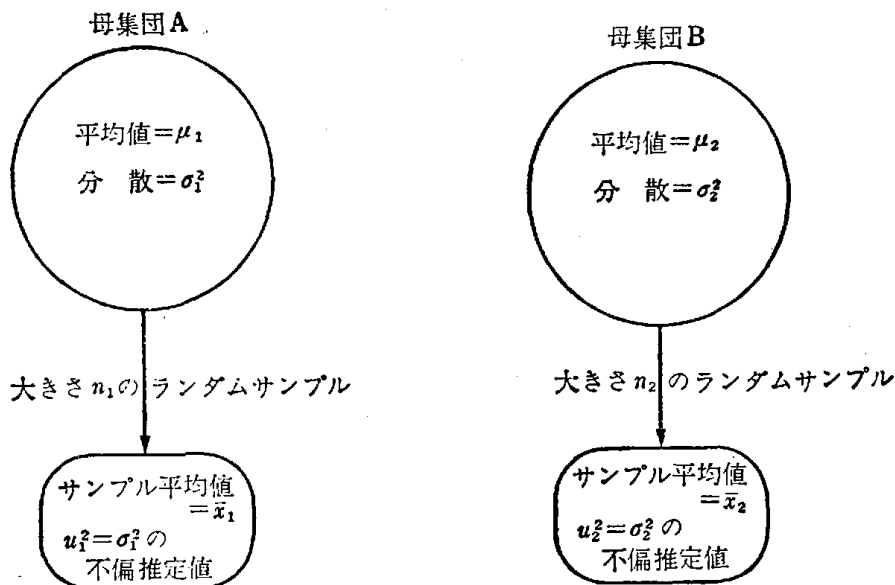 母集団A
平均値=μ₁
分 散=σ₁²
大きさn₁のランダムサンプル
サンプル平均値
=x̄₁
u₁²=σ₁²の
不偏推定値
母集団B
平均値=μ₂
分 散=σ₂²
大きさn₂のランダムサンプル
サンプル平均値
=x̄₂
u₂²=σ₂²の
不偏推定値